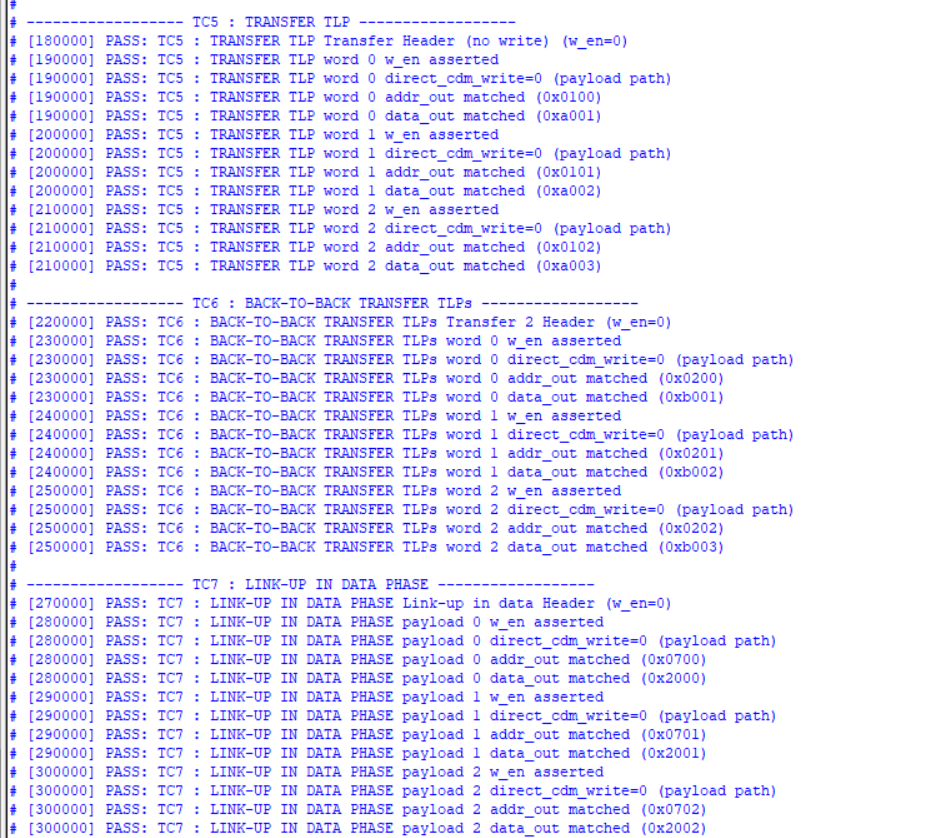 #
# ------------------ TC5 : TRANSFER TLP ------------------
# [180000] PASS: TC5 : TRANSFER TLP Transfer Header (no write) (w_en=0)
# [190000] PASS: TC5 : TRANSFER TLP word 0 w_en asserted
# [190000] PASS: TC5 : TRANSFER TLP word 0 direct_cdm_write=0 (payload path)
# [190000] PASS: TC5 : TRANSFER TLP word 0 addr_out matched (0x0100)
# [190000] PASS: TC5 : TRANSFER TLP word 0 data_out matched (0xa001)
# [200000] PASS: TC5 : TRANSFER TLP word 1 w_en asserted
# [200000] PASS: TC5 : TRANSFER TLP word 1 direct_cdm_write=0 (payload path)
# [200000] PASS: TC5 : TRANSFER TLP word 1 addr_out matched (0x0101)
# [200000] PASS: TC5 : TRANSFER TLP word 1 data_out matched (0xa002)
# [210000] PASS: TC5 : TRANSFER TLP word 2 w_en asserted
# [210000] PASS: TC5 : TRANSFER TLP word 2 direct_cdm_write=0 (payload path)
# [210000] PASS: TC5 : TRANSFER TLP word 2 addr_out matched (0x0102)
# [210000] PASS: TC5 : TRANSFER TLP word 2 data_out matched (0xa003)
#
# ------------------ TC6 : BACK-TO-BACK TRANSFER TLPs ------------------
# [220000] PASS: TC6 : BACK-TO-BACK TRANSFER TLPs Transfer 2 Header (w_en=0)
# [230000] PASS: TC6 : BACK-TO-BACK TRANSFER TLPs word 0 w_en asserted
# [230000] PASS: TC6 : BACK-TO-BACK TRANSFER TLPs word 0 direct_cdm_write=0 (payload path)
# [230000] PASS: TC6 : BACK-TO-BACK TRANSFER TLPs word 0 addr_out matched (0x0200)
# [230000] PASS: TC6 : BACK-TO-BACK TRANSFER TLPs word 0 data_out matched (0xb001)
# [240000] PASS: TC6 : BACK-TO-BACK TRANSFER TLPs word 1 w_en asserted
# [240000] PASS: TC6 : BACK-TO-BACK TRANSFER TLPs word 1 direct_cdm_write=0 (payload path)
# [240000] PASS: TC6 : BACK-TO-BACK TRANSFER TLPs word 1 addr_out matched (0x0201)
# [240000] PASS: TC6 : BACK-TO-BACK TRANSFER TLPs word 1 data_out matched (0xb002)
# [250000] PASS: TC6 : BACK-TO-BACK TRANSFER TLPs word 2 w_en asserted
# [250000] PASS: TC6 : BACK-TO-BACK TRANSFER TLPs word 2 direct_cdm_write=0 (payload path)
# [250000] PASS: TC6 : BACK-TO-BACK TRANSFER TLPs word 2 addr_out matched (0x0202)
# [250000] PASS: TC6 : BACK-TO-BACK TRANSFER TLPs word 2 data_out matched (0xb003)
#
# ------------------ TC7 : LINK-UP IN DATA PHASE ------------------
# [270000] PASS: TC7 : LINK-UP IN DATA PHASE Link-up in data Header (w_en=0)
# [280000] PASS: TC7 : LINK-UP IN DATA PHASE payload 0 w_en asserted
# [280000] PASS: TC7 : LINK-UP IN DATA PHASE payload 0 direct_cdm_write=0 (payload path)
# [280000] PASS: TC7 : LINK-UP IN DATA PHASE payload 0 addr_out matched (0x0700)
# [280000] PASS: TC7 : LINK-UP IN DATA PHASE payload 0 data_out matched (0x2000)
# [290000] PASS: TC7 : LINK-UP IN DATA PHASE payload 1 w_en asserted
# [290000] PASS: TC7 : LINK-UP IN DATA PHASE payload 1 direct_cdm_write=0 (payload path)
# [290000] PASS: TC7 : LINK-UP IN DATA PHASE payload 1 addr_out matched (0x0701)
# [290000] PASS: TC7 : LINK-UP IN DATA PHASE payload 1 data_out matched (0x2001)
# [300000] PASS: TC7 : LINK-UP IN DATA PHASE payload 2 w_en asserted
# [300000] PASS: TC7 : LINK-UP IN DATA PHASE payload 2 direct_cdm_write=0 (payload path)
# [300000] PASS: TC7 : LINK-UP IN DATA PHASE payload 2 addr_out matched (0x0702)
# [300000] PASS: TC7 : LINK-UP IN DATA PHASE payload 2 data_out matched (0x2002)